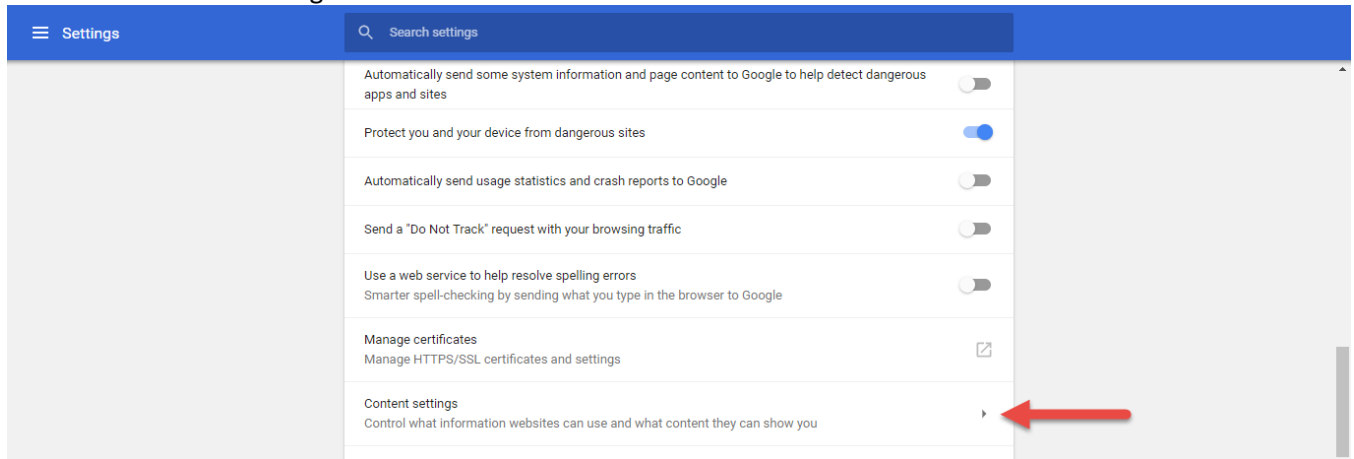 Settings
Search settings
Automatically send some system information and page content to Google to help detect dangerous
apps and sites
Protect you and your device from dangerous sites
Automatically send usage statistics and crash reports to Google
Send a "Do Not Track" request with your browsing traffic
Use a web service to help resolve spelling errors
Smarter spell-checking by sending what you type in the browser to Google
Manage certificates
Manage HTTPS/SSL certificates and settings
Content settings
Control what information websites can use and what content they can show you